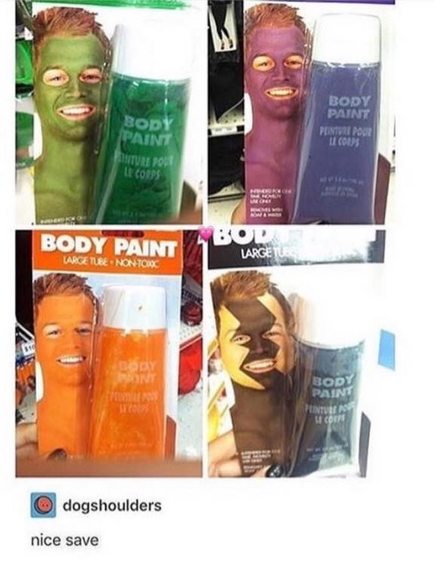 BODY
PAINT
PEINTURE POUR
LE CORPS
BODY
PAINT
PEINTURE POUR
LE CORPS
BODY PAINT
LARGE TUBE • NON-TOXIC
BODY
PAINT
PEINTURE POUR
LE CORPS
LARGE TUBE
BODY
PAINT
PEINTURE POUR
LE CORPS
dogshoulders
nice save